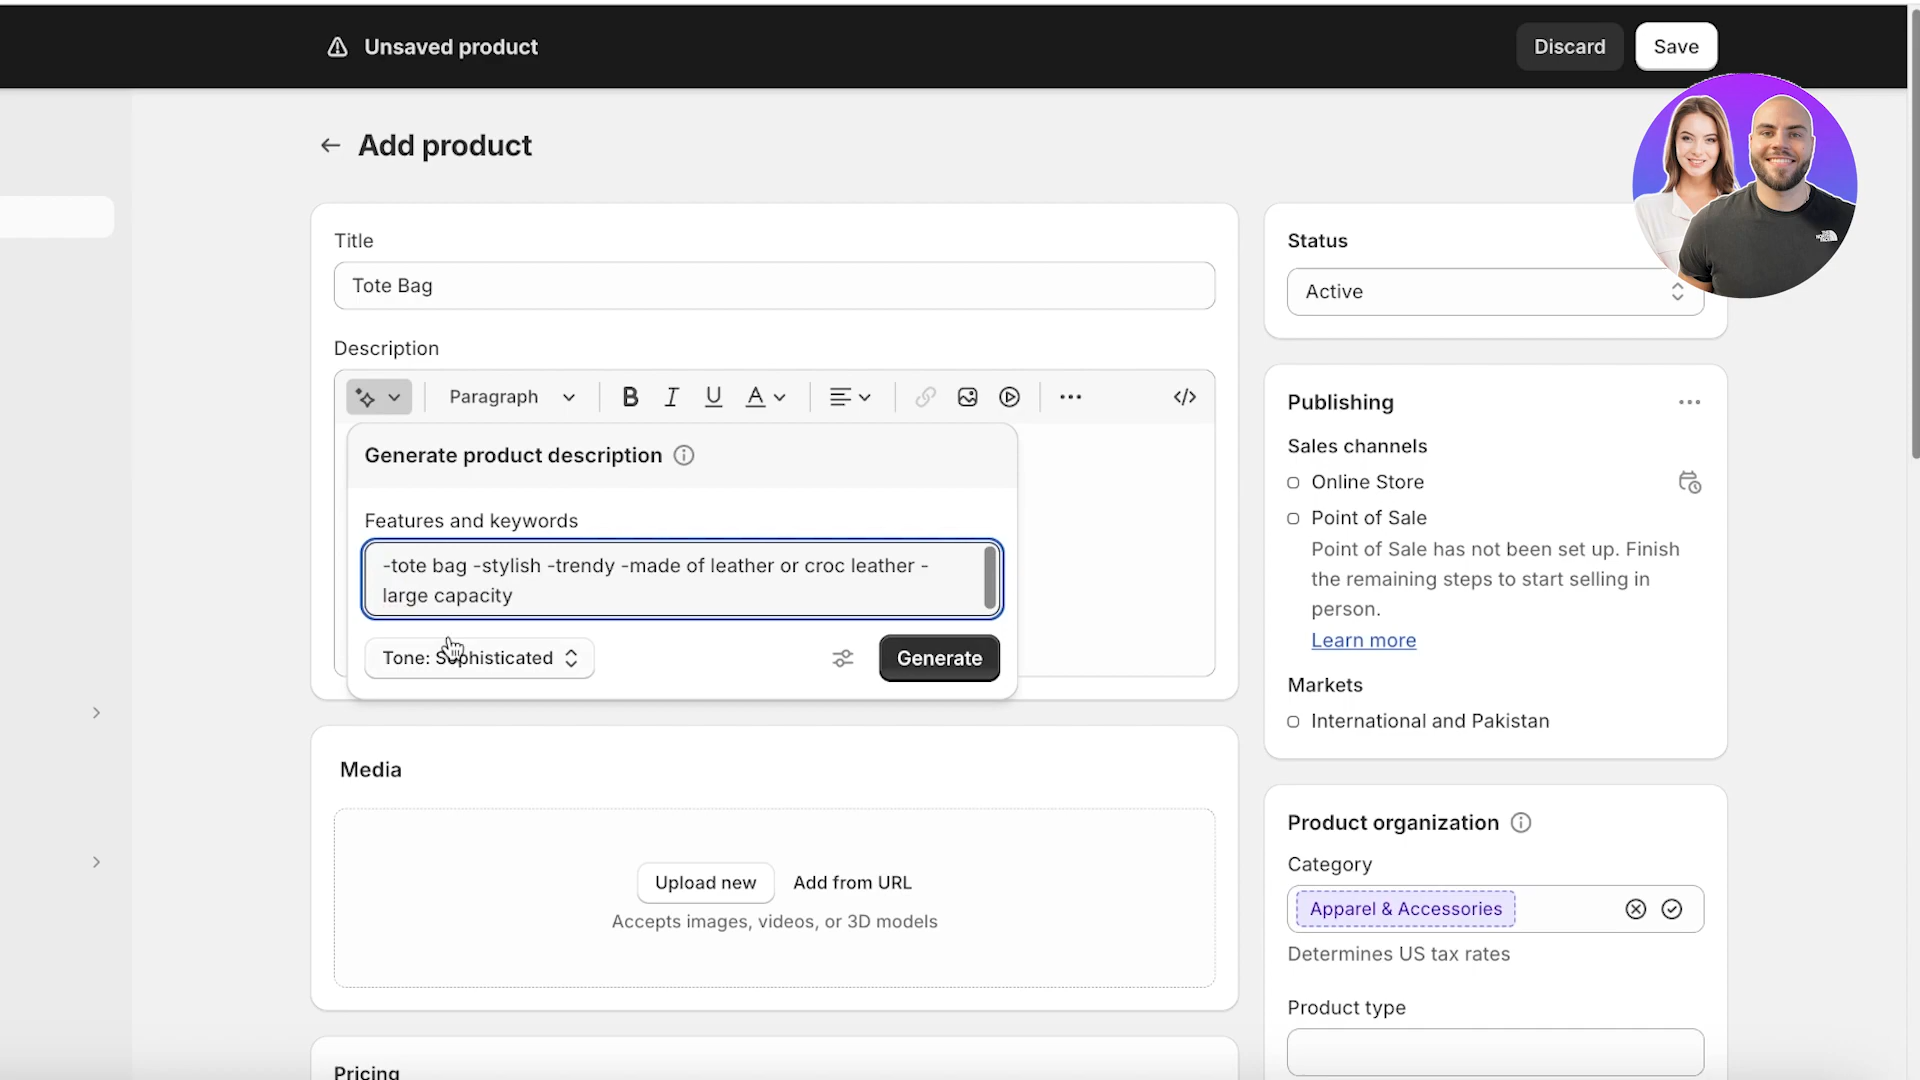 Unsaved product
Discard
Save
Add product
Title
Tote Bag
Description
Paragraph
B I U A
Generate product description
Features and keywords
-tote bag -stylish -trendy -made of leather or croc leather -
large capacity
Tone: Sophisticated
Generate
Media
Upload new
Add from URL
Accepts images, videos, or 3D models
Pricing
Status
Active
THE NORTH FACE
Publishing
Sales channels
Online Store
Point of Sale
Point of Sale has not been set up. Finish
the remaining steps to start selling in
person.
Learn more
Markets
International and Pakistan
Product organization
Category
Apparel & Accessories
Determines US tax rates
Product type